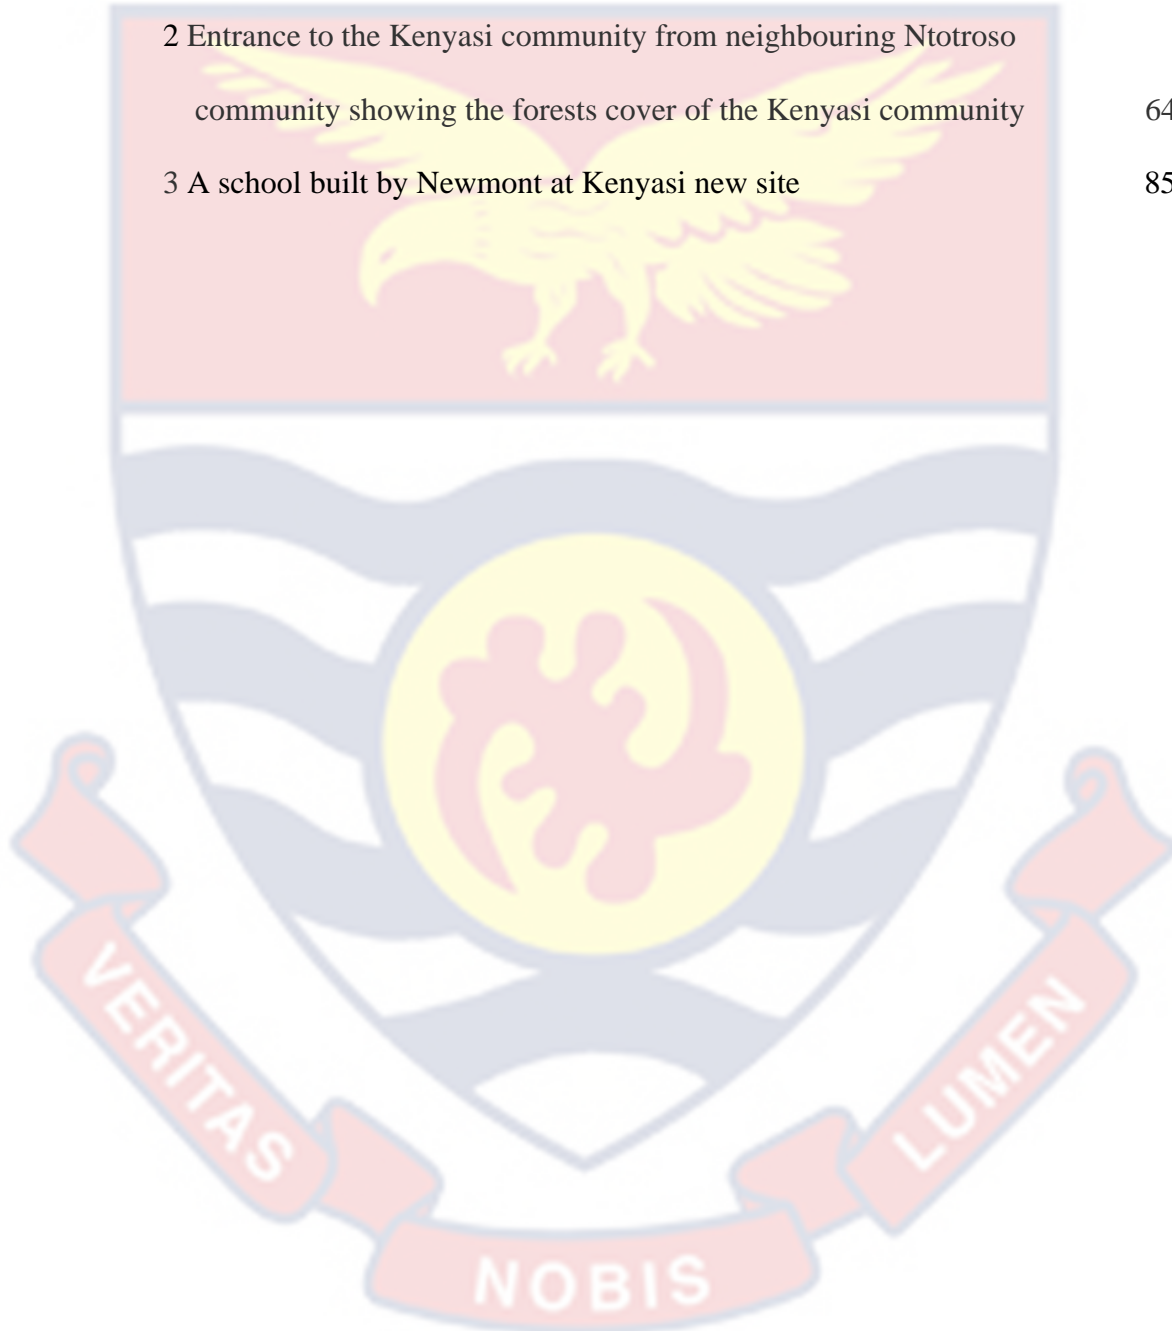 2 Entrance to the Kenyasi community from neighbouring Ntotroso
community showing the forests cover of the Kenyasi community 64
3 A school built by Newmont at Kenyasi new site 85
VERITAS
NOBIS
LUMEN